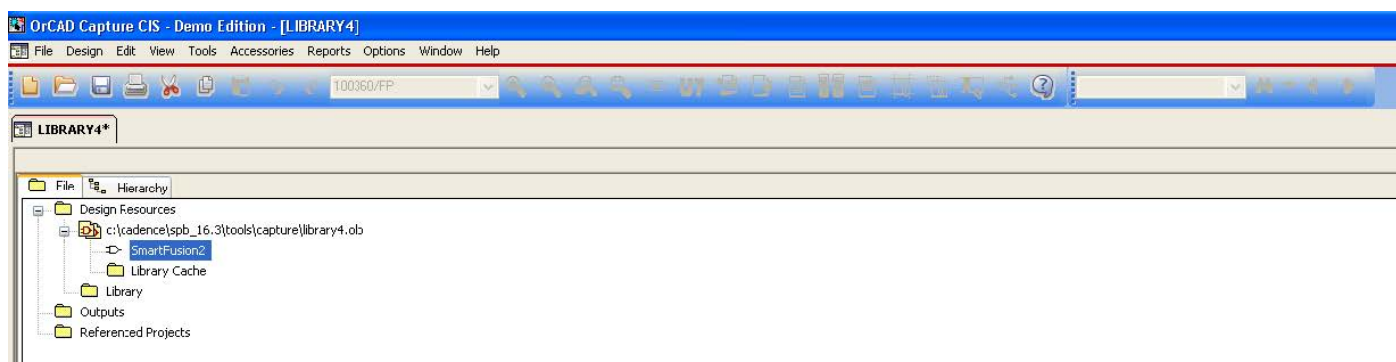 OrCAD Capture CIS - Demo Edition - [LIBRARY4]
File Design Edit View Tools Accessories Reports Options Window Help
100360/FP
LIBRARY4*
File Hierarchy
Design Resources
c:\cadence\spb_16.3\tools\capture\library4.olb
SmartFusion2
Library Cache
Library
Outputs
Referenced Projects